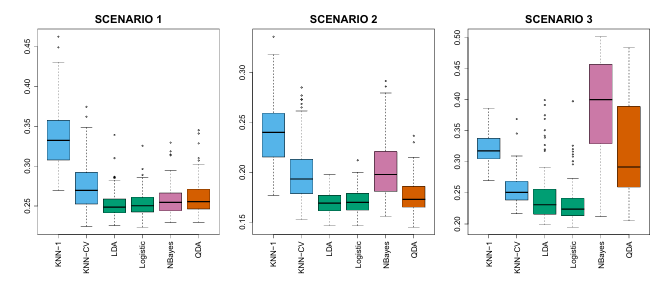 SCENARIO 1
0.45
0.40
0.35
0.30
0.25
KNN−1
KNN−CV
LDA
Logistic
NBayes
QDA
SCENARIO 2
0.30
0.25
0.20
0.15
KNN−1
KNN−CV
LDA
Logistic
NBayes
QDA
SCENARIO 3
0.50
0.45
0.40
0.35
0.30
0.25
0.20
KNN−1
KNN−CV
LDA
Logistic
NBayes
QDA